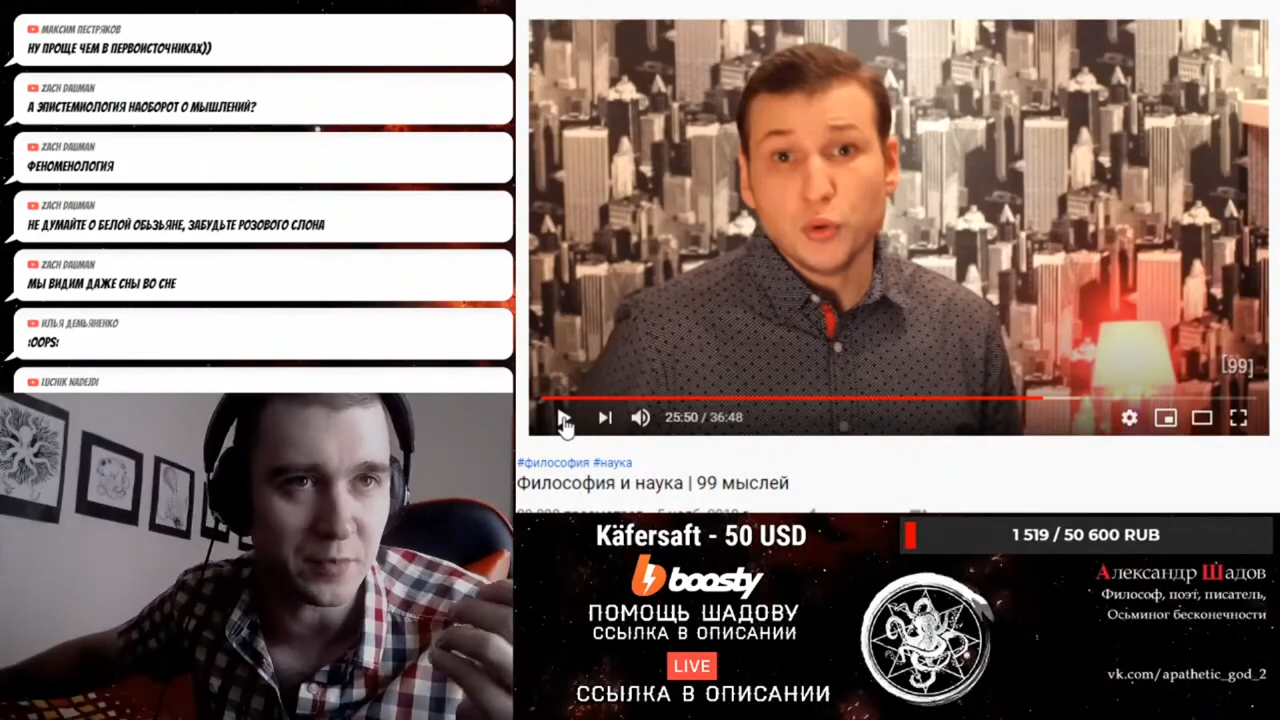 МАКСИМ ПЕСТРЯКОВ
НУ ПРОЩЕ ЧЕМ В ПЕРВОИСТОЧНИКАХ))
ZACH DAUMAN
А ЭПИСТЕМИОЛОГИЯ НАОБОРОТ О МЫШЛЕНИЙ?
ZACH DAUMAN
ФЕНОМЕНОЛОГИЯ
ZACH DAUMAN
НЕ ДУМАЙТЕ О БЕЛОЙ ОБЬЗЬЯНЕ, ЗАБУДЬТЕ РОЗОВОГО СЛОНА
ZACH DAUMAN
МЫ ВИДИМ ДАЖЕ СНЫ ВО СНЕ
ИЛЬЯ ДЕМЬЯНЕНКО
:OOPS:
LUCHIK NADEJDI
[99]
25:50 / 36:48
#философия #наука
Философия и наука | 99 мыслей
Käfersaft - 50 USD
boosty
ПОМОЩЬ ШАДОВУ
ССЫЛКА В ОПИСАНИИ
LIVE
ССЫЛКА В ОПИСАНИИ
1 519 / 50 600 RUB
Александр Шадов
Философ, поэт, писатель,
Осьминог бесконечности
vk.com/apathetic_god_2